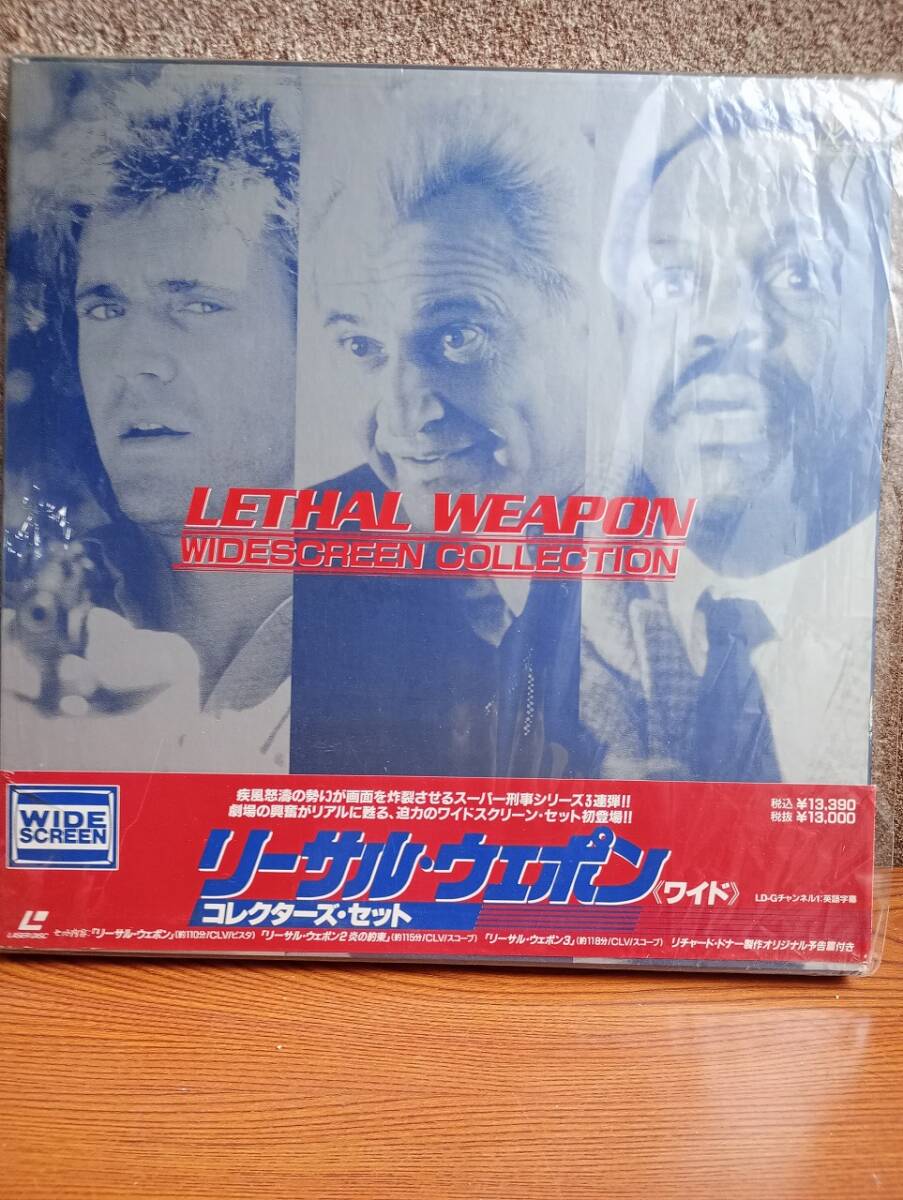 LETHAL WEAPON
WIDESCREEN COLLECTION
WIDE
SCREEN
疾風怒濤の勢いが画面を炸裂させるスーパー刑事シリーズ3連弾!!
劇場の興奮がリアルに甦る、迫力のワイドスクリーン・セット初登場!!
税込 ¥13,390
税抜 ¥13,000
リーサル・ウェポン《ワイド》
コレクターズ・セット
LD-Gチャンネル1:英語字幕
LASERDISC
セット内容:「リーサル・ウェポン」(約110分/CLV/ビスタ) 「リーサル・ウェポン2 炎の約束」(約115分/CLV/スコープ) 「リーサル・ウェポン3」(約118分/CLV/スコープ) リチャード・ドナー製作オリジナル予告篇付き